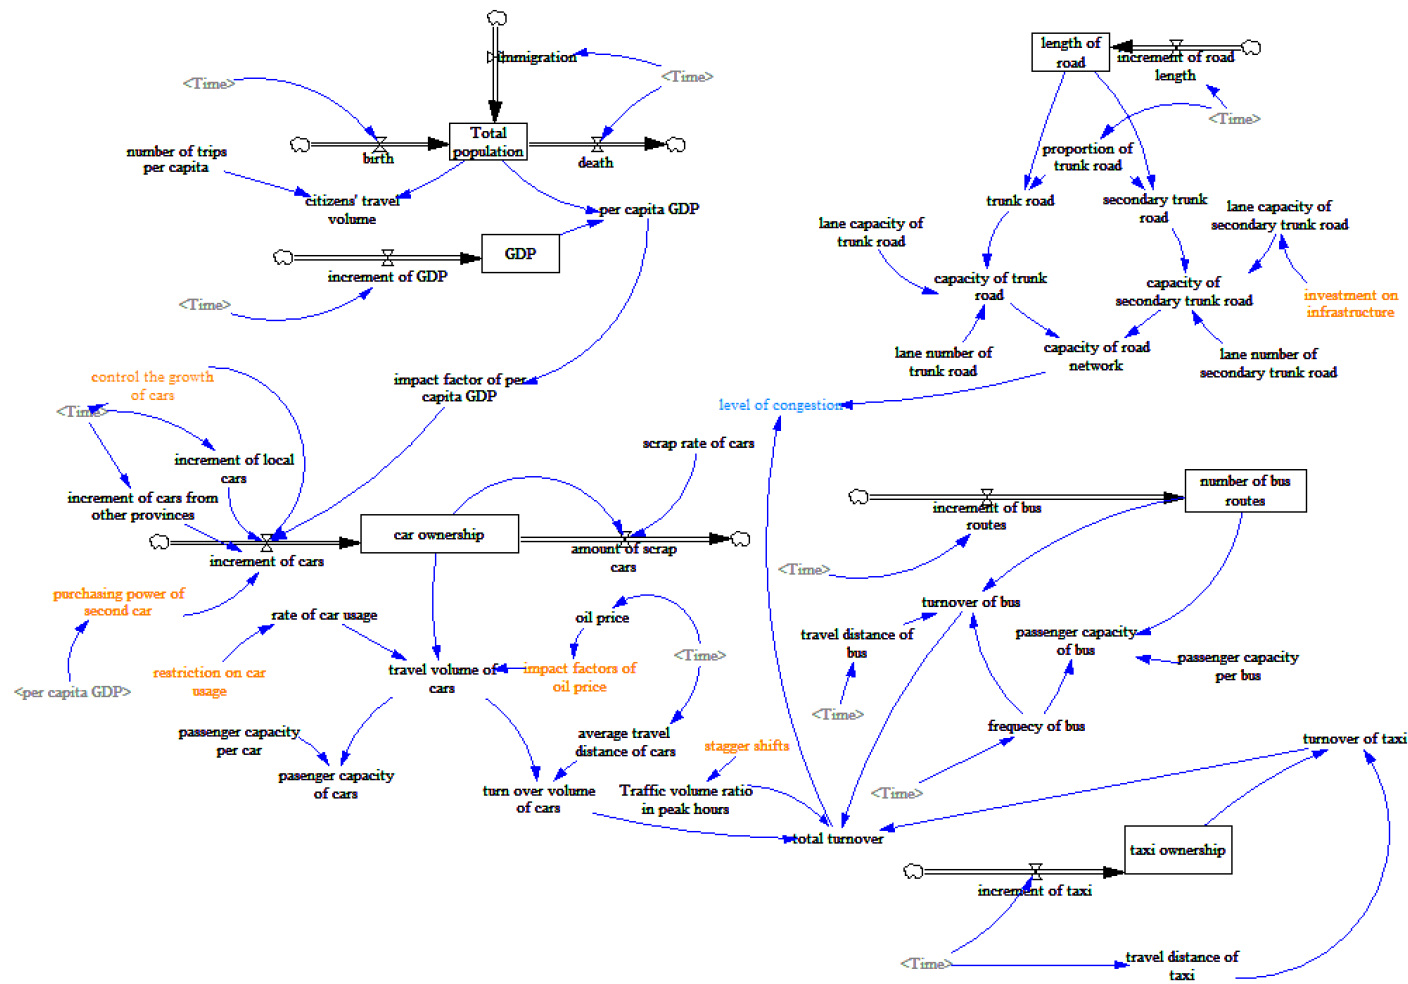 immigration
<Time>
<Time>
birth
Total
population
death
number of trips
per capita
citizens' travel
volume
per capita GDP
GDP
increment of GDP
<Time>
length of
road
increment of road
length
<Time>
proportion of
trunk road
trunk road
secondary trunk
road
lane capacity of
secondary trunk road
lane capacity of
trunk road
capacity of trunk
road
capacity of
secondary trunk road
investment on
infrastructure
lane number of
trunk road
capacity of road
network
lane number of
secondary trunk road
control the growth
of cars
<Time>
impact factor of per
capita GDP
level of congestion
increment of local
cars
scrap rate of cars
increment of cars from
other provinces
car ownership
amount of scrap
cars
increment of cars
purchasing power of
second car
rate of car usage
restriction on car
usage
<per capita GDP>
oil price
<Time>
travel volume of
cars
impact factors of
oil price
passenger capacity
per car
pasenger capacity
of cars
average travel
distance of cars
turn over volume
of cars
stagger shifts
Traffic volume ratio
in peak hours
total turnover
number of bus
routes
increment of bus
routes
<Time>
turnover of bus
travel distance of
bus
<Time>
passenger capacity
of bus
passenger capacity
per bus
frequecy of bus
<Time>
turnover of taxi
taxi ownership
increment of taxi
<Time>
travel distance of
taxi